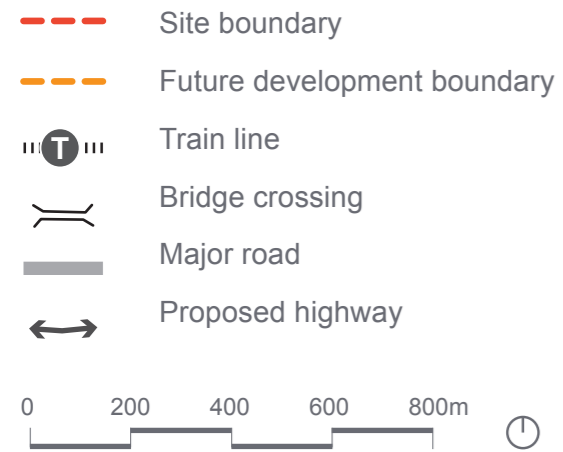 Site boundary
Future development boundary
T Train line
Bridge crossing
Major road
Proposed highway
0 200 400 600 800m